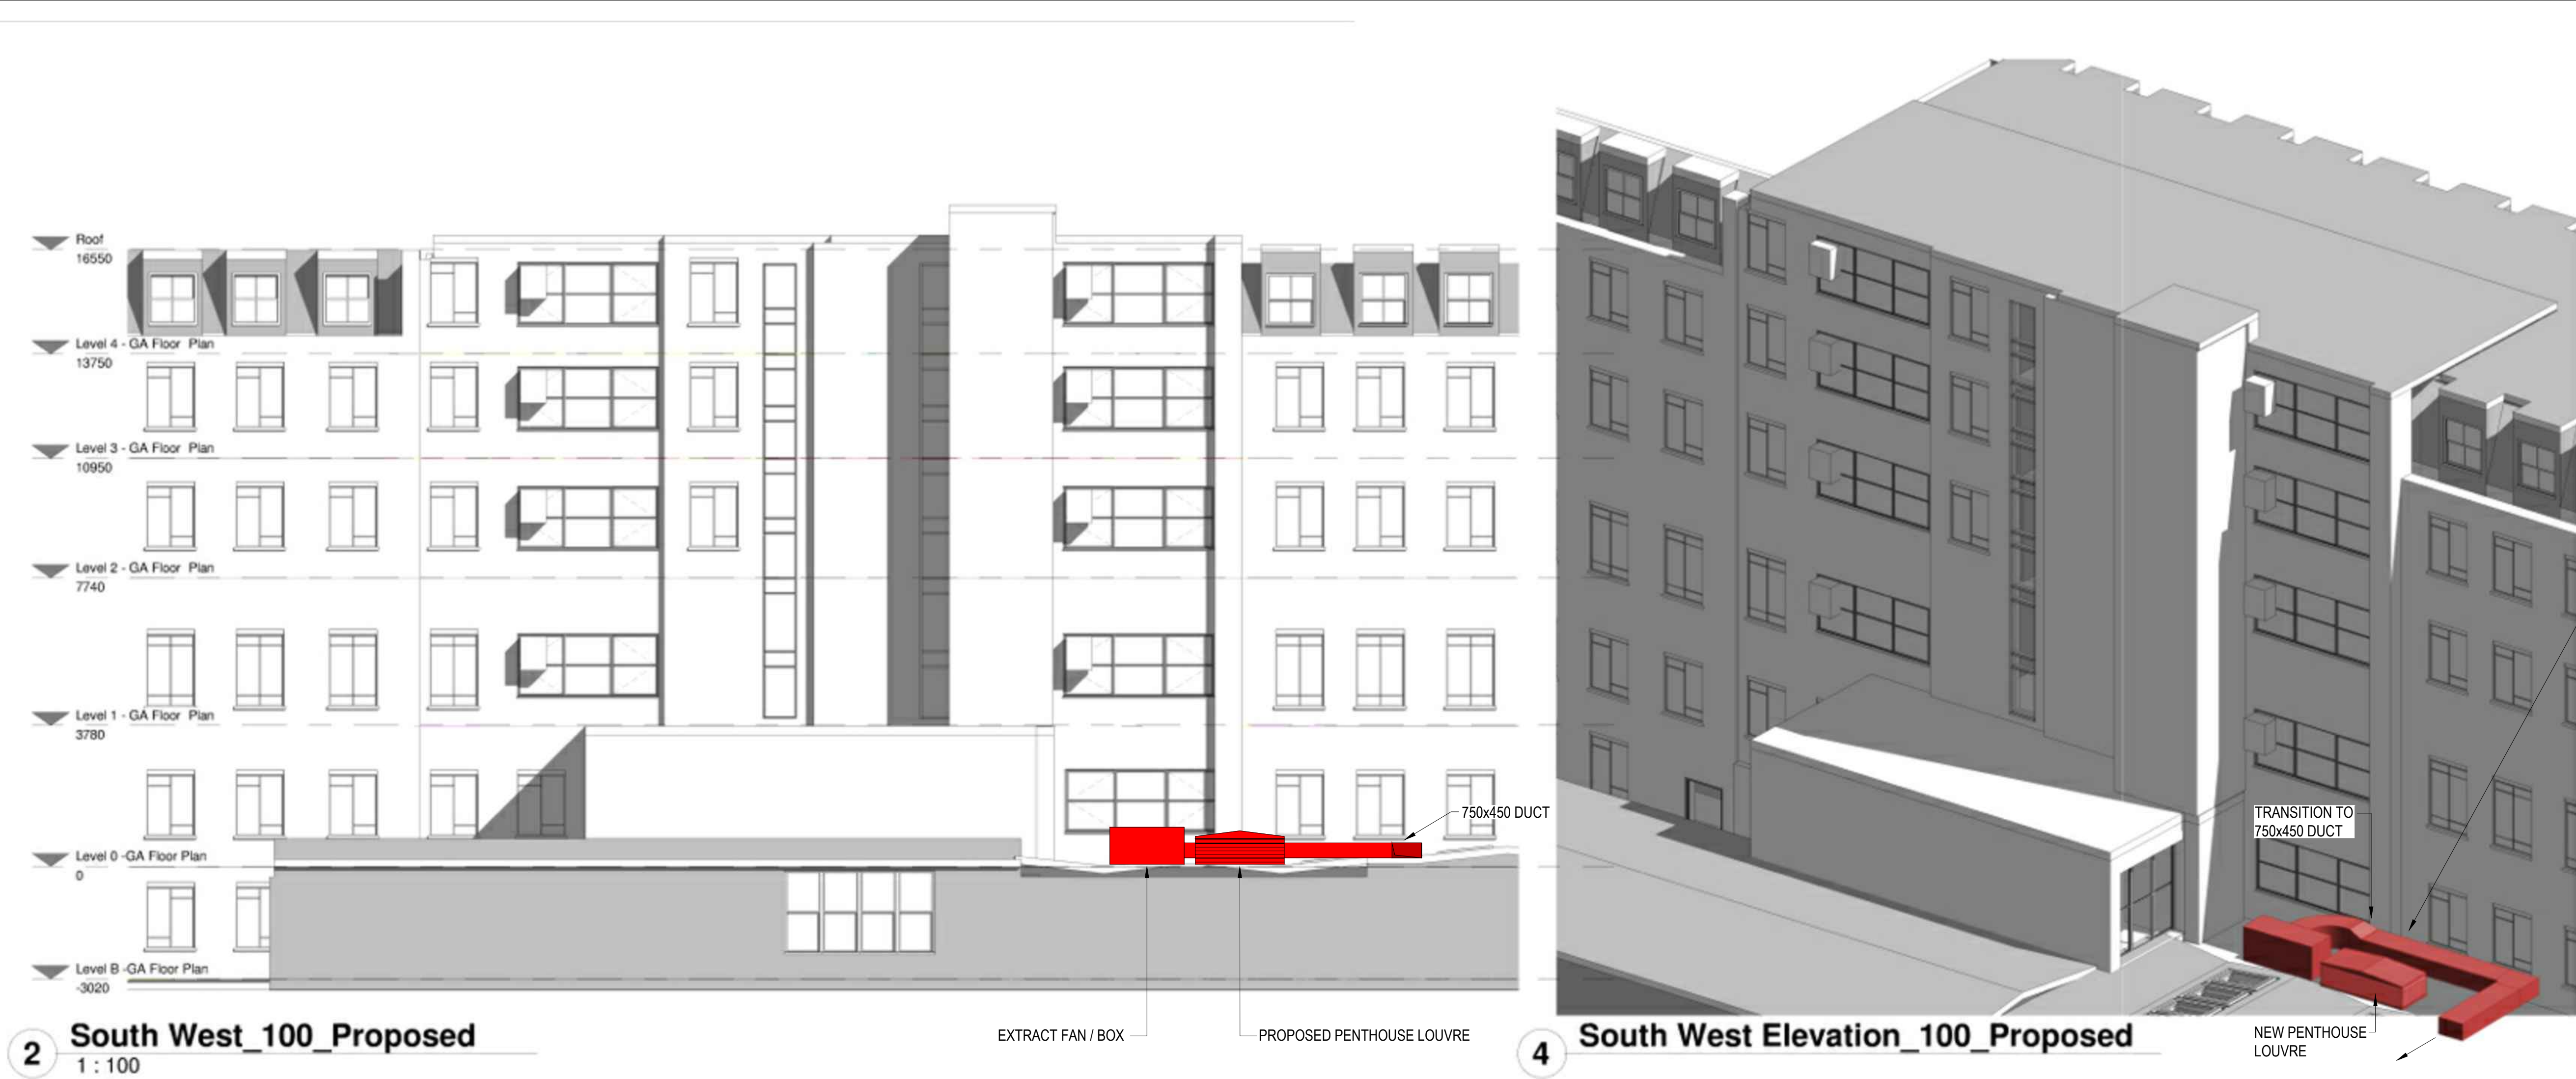 Roof
16550
Level 4 - GA Floor Plan
13750
Level 3 - GA Floor Plan
10950
Level 2 - GA Floor Plan
7740
Level 1 - GA Floor Plan
3780
750x450 DUCT
Level 0 -GA Floor Plan
0
Level B -GA Floor Plan
-3020
EXTRACT FAN / BOX
PROPOSED PENTHOUSE LOUVRE
2 South West_100_Proposed
1 : 100
TRANSITION TO
750x450 DUCT
NEW PENTHOUSE
LOUVRE
4 South West Elevation_100_Proposed